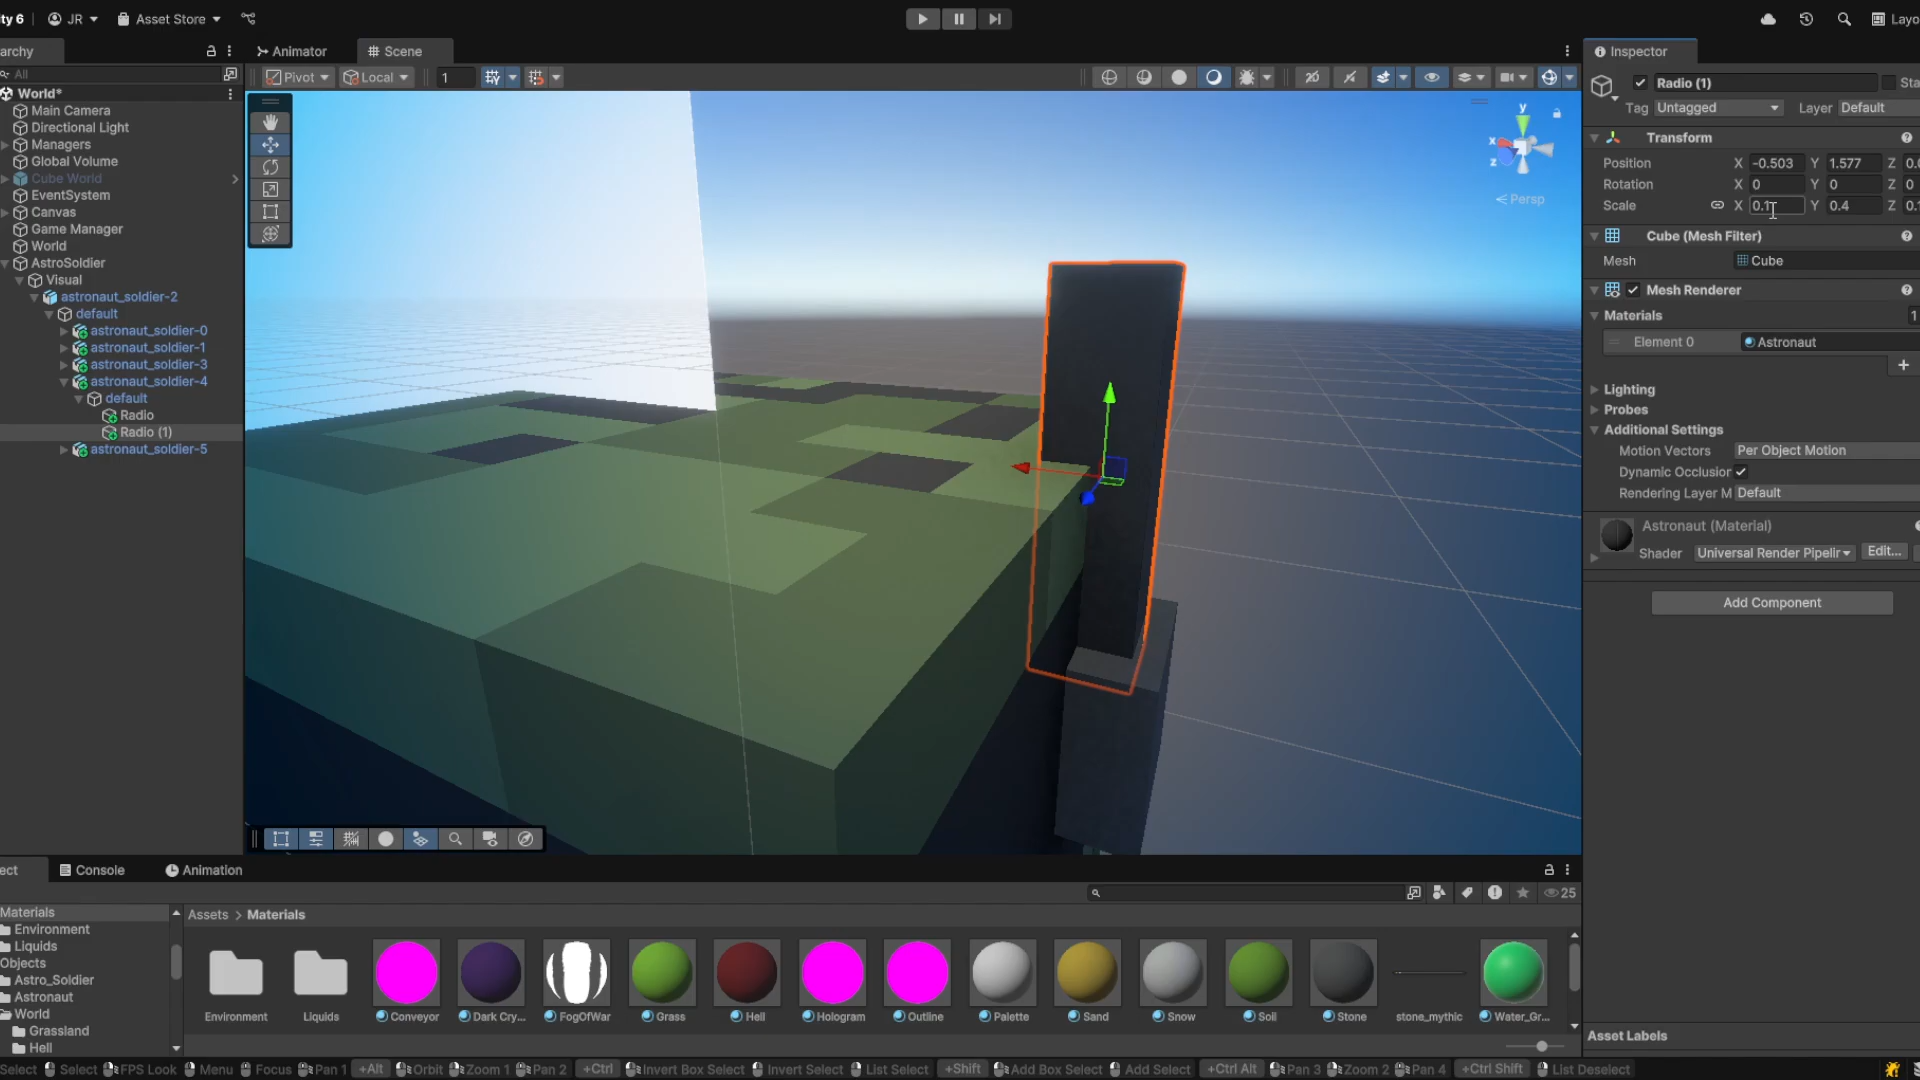 ity 6 JR Asset Store Layo
archy Animator Scene Inspector
All Pivot Local 1 2D
World*
Main Camera
Directional Light
Managers
Global Volume
Cube World
EventSystem
Canvas
Game Manager
World
AstroSoldier
Visual
astronaut_soldier-2
default
astronaut_soldier-0
astronaut_soldier-1
astronaut_soldier-3
astronaut_soldier-4
default
Radio
Radio (1)
astronaut_soldier-5
y
x
z
Persp
Radio (1) Sta
Tag Untagged Layer Default
Transform
Position X -0.503 Y 1.577 Z 0.0
Rotation X 0 Y 0 Z 0
Scale X 0.1 Y 0.4 Z 0.1
Cube (Mesh Filter)
Mesh Cube
Mesh Renderer
Materials 1
Element 0 Astronaut
Lighting
Probes
Additional Settings
Motion Vectors Per Object Motion
Dynamic Occlusior
Rendering Layer M Default
Astronaut (Material)
Shader Universal Render Pipelir Edit...
Add Component
Asset Labels
ect Console Animation
25
Materials
Environment
Liquids
Objects
Astro_Soldier
Astronaut
World
Grassland
Hell
Assets > Materials
Environment Liquids Conveyor Dark Cry... FogOfWar Grass Hell Hologram Outline Palette Sand Snow Soil Stone stone_mythic Water_Gr...
Select Select FPS Look Menu Focus Pan 1 +Alt Orbit Zoom 1 Pan 2 +Ctrl Invert Box Select Invert Select List Select +Shift Add Box Select Add Select +Ctrl Alt Pan 3 Zoom 2 Pan 4 +Ctrl Shift List Deselect